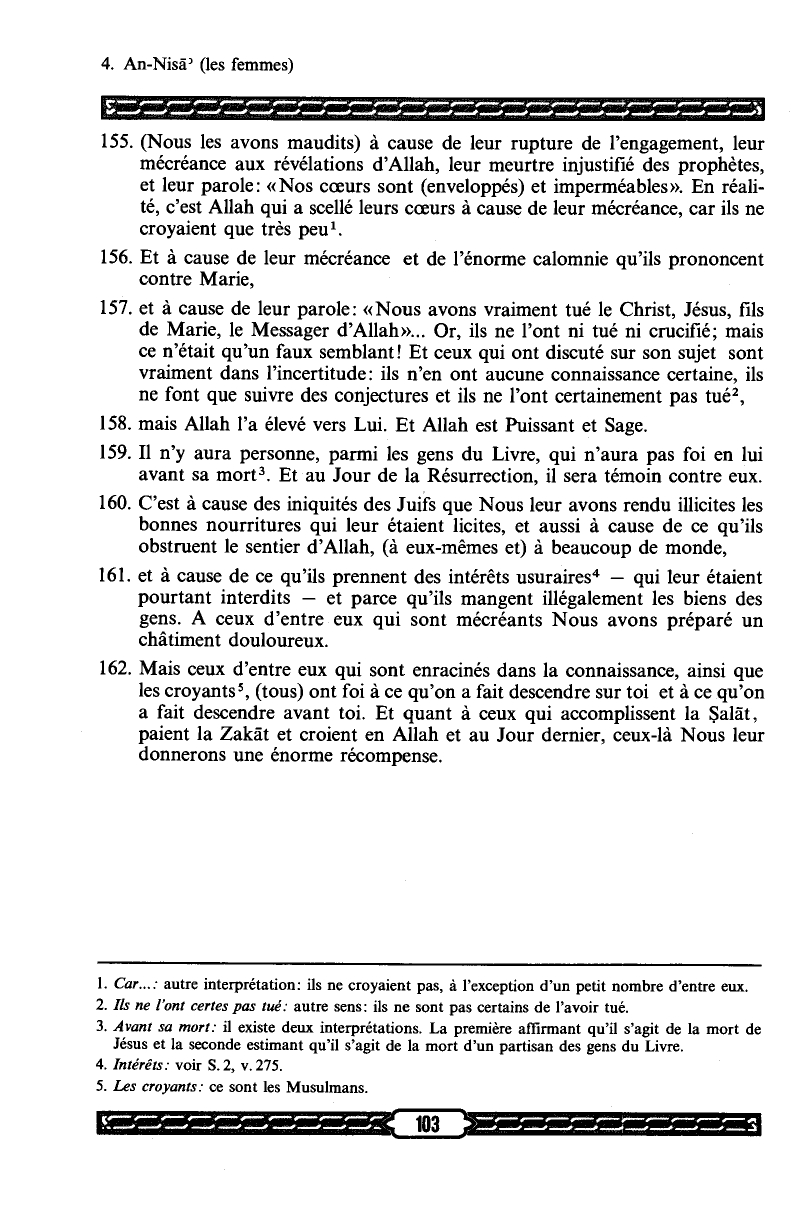 4. An-Nisāʾ (les femmes)
155. (Nous les avons maudits) à cause de leur rupture de l'engagement, leur
mécréance aux révélations d'Allah, leur meurtre injustifié des prophètes,
et leur parole: «Nos cœurs sont (enveloppés) et imperméables». En réali-
té, c'est Allah qui a scellé leurs cœurs à cause de leur mécréance, car ils ne
croyaient que très peu¹.
156. Et à cause de leur mécréance et de l'énorme calomnie qu'ils prononcent
contre Marie,
157. et à cause de leur parole: «Nous avons vraiment tué le Christ, Jésus, fils
de Marie, le Messager d'Allah»... Or, ils ne l'ont ni tué ni crucifié; mais
ce n'était qu'un faux semblant! Et ceux qui ont discuté sur son sujet sont
vraiment dans l'incertitude: ils n'en ont aucune connaissance certaine, ils
ne font que suivre des conjectures et ils ne l'ont certainement pas tué²,
158. mais Allah l'a élevé vers Lui. Et Allah est Puissant et Sage.
159. Il n'y aura personne, parmi les gens du Livre, qui n'aura pas foi en lui
avant sa mort³. Et au Jour de la Résurrection, il sera témoin contre eux.
160. C'est à cause des iniquités des Juifs que Nous leur avons rendu illicites les
bonnes nourritures qui leur étaient licites, et aussi à cause de ce qu'ils
obstruent le sentier d'Allah, (à eux-mêmes et) à beaucoup de monde,
161. et à cause de ce qu'ils prennent des intérêts usuraires⁴ — qui leur étaient
pourtant interdits — et parce qu'ils mangent illégalement les biens des
gens. A ceux d'entre eux qui sont mécréants Nous avons préparé un
châtiment douloureux.
162. Mais ceux d'entre eux qui sont enracinés dans la connaissance, ainsi que
les croyants⁵, (tous) ont foi à ce qu'on a fait descendre sur toi et à ce qu'on
a fait descendre avant toi. Et quant à ceux qui accomplissent la Ṣalāt,
paient la Zakāt et croient en Allah et au Jour dernier, ceux-là Nous leur
donnerons une énorme récompense.
1. Car...: autre interprétation: ils ne croyaient pas, à l'exception d'un petit nombre d'entre eux.
2. Ils ne l'ont certes pas tué: autre sens: ils ne sont pas certains de l'avoir tué.
3. Avant sa mort: il existe deux interprétations. La première affirmant qu'il s'agit de la mort de
Jésus et la seconde estimant qu'il s'agit de la mort d'un partisan des gens du Livre.
4. Intérêts: voir S. 2, v. 275.
5. Les croyants: ce sont les Musulmans.
103